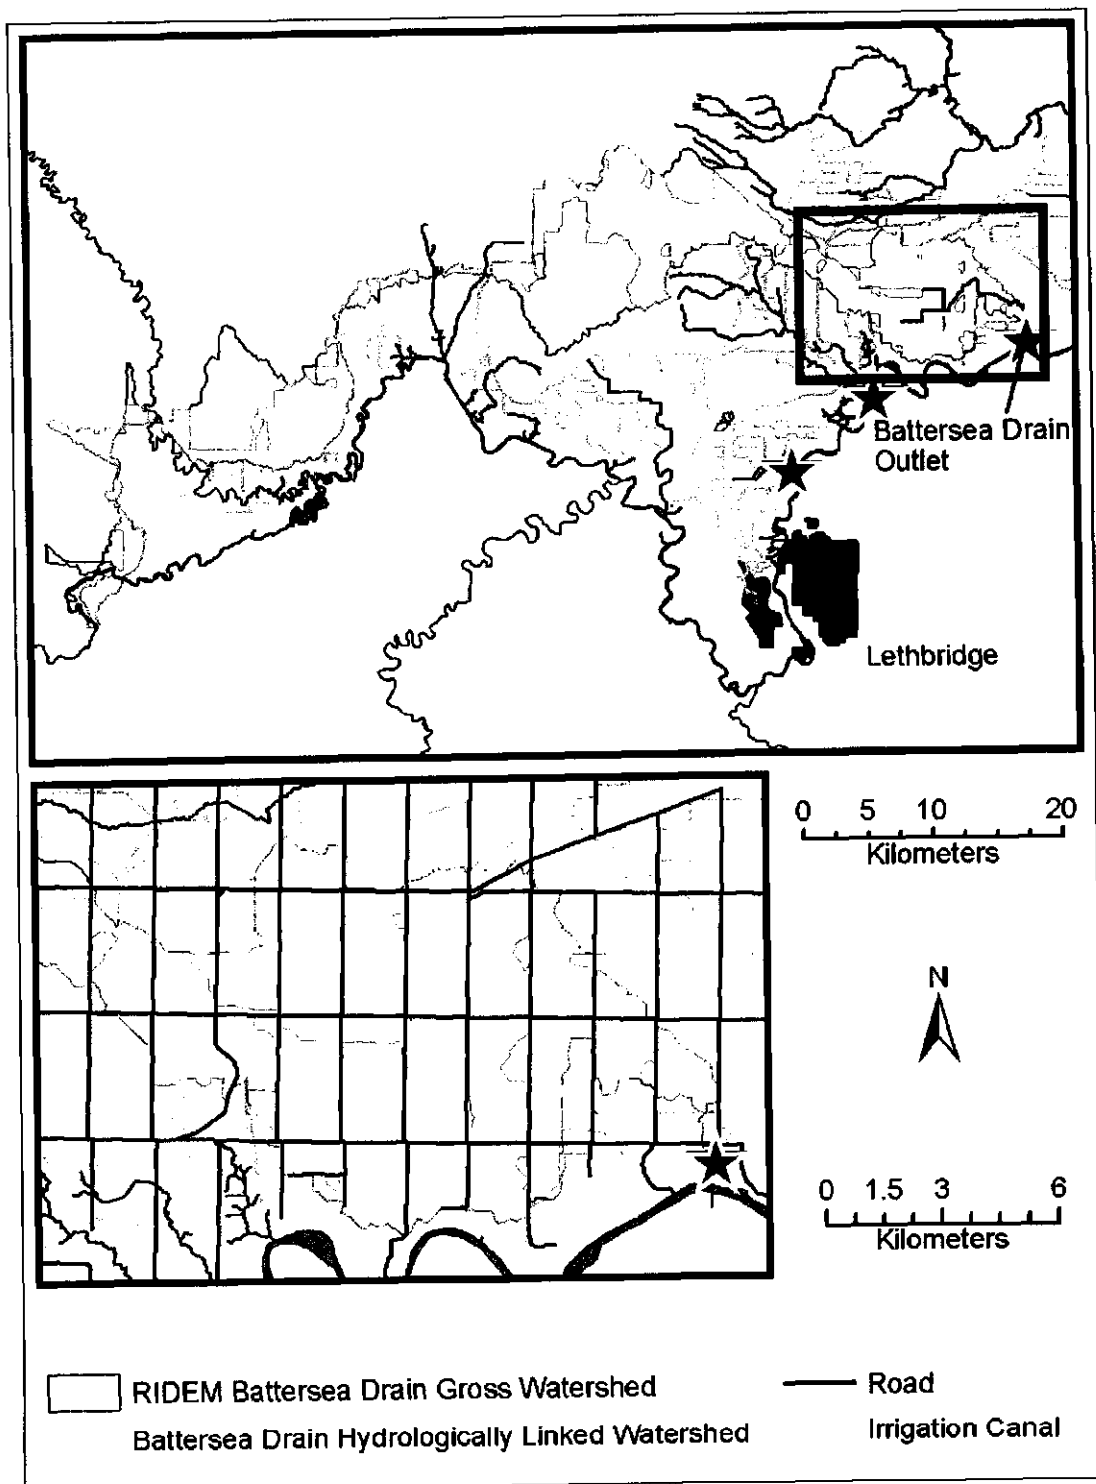 Battersea Drain
Outlet
Lethbridge
0 5 10 20
Kilometers
N
0 1.5 3 6
Kilometers
RIDEM Battersea Drain Gross Watershed
Road
Battersea Drain Hydrologically Linked Watershed
Irrigation Canal